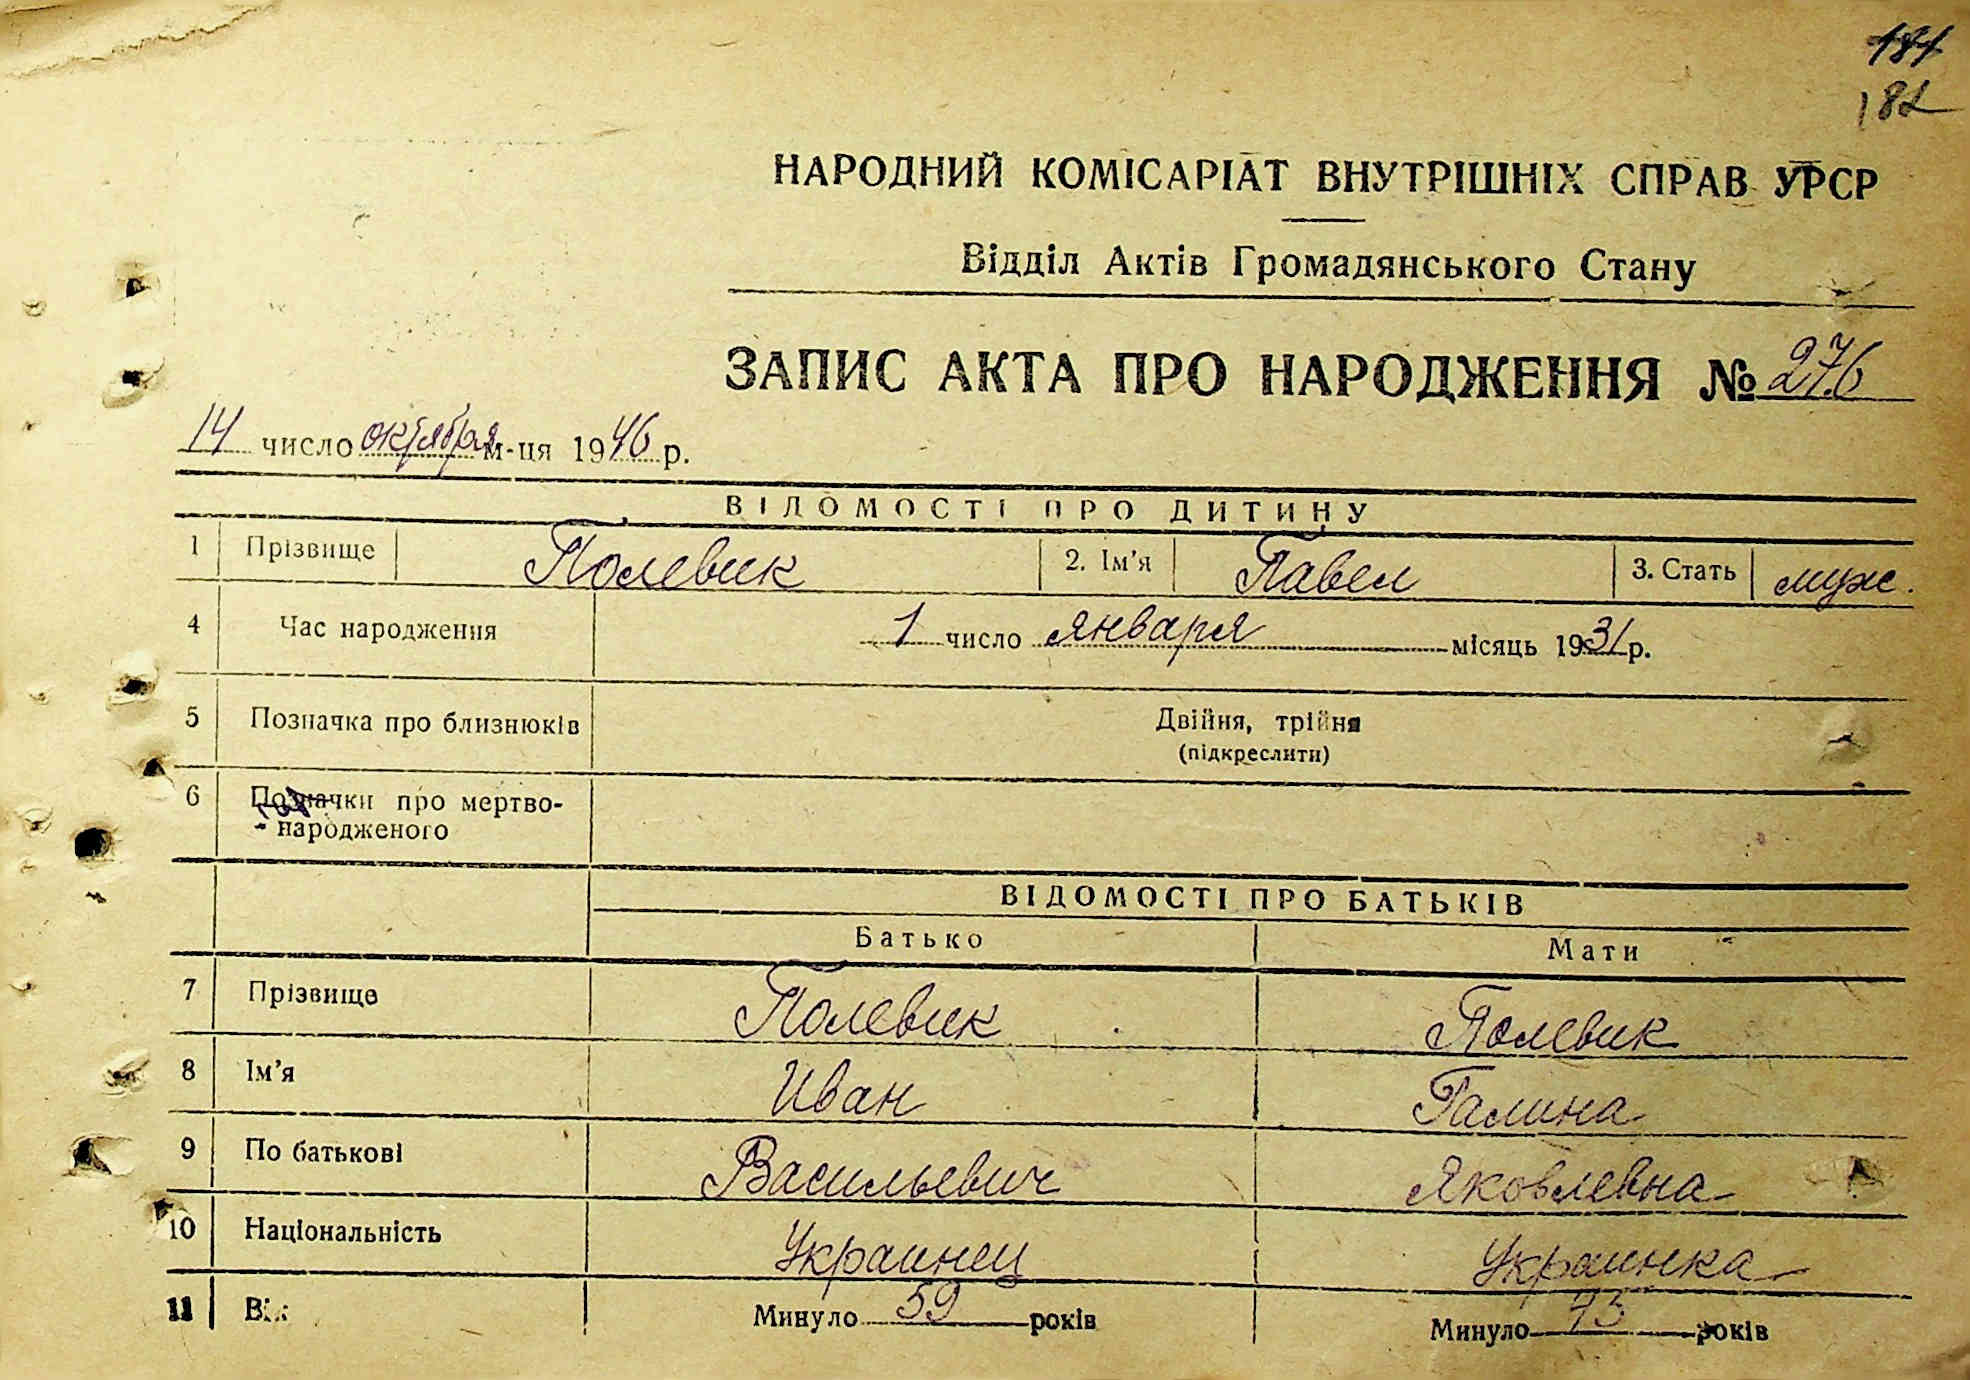 181
182
НАРОДНИЙ КОМІСАРІАТ ВНУТРІШНІХ СПРАВ УРСР
Відділ Актів Громадянського Стану
ЗАПИС АКТА ПРО НАРОДЖЕННЯ № 276
14 число октября м-ця 1946 р.
ВІДОМОСТІ ПРО ДИТИНУ
1 Прізвище Полевик 2. Ім'я Павел 3. Стать муж.
4 Час народження 1 число января місяць 1931 р.
5 Позначка про близнюків Двійня, трійня
(підкреслити)
6 Позначки про мертво-
народженого
ВІДОМОСТІ ПРО БАТЬКІВ
Батько Мати
7 Прізвище Полевик Полевик
8 Ім'я Иван Галина
9 По батькові Васильевич Яковлевна
10 Національність Украинец Украинка
11 Вік Минуло 59 років Минуло років